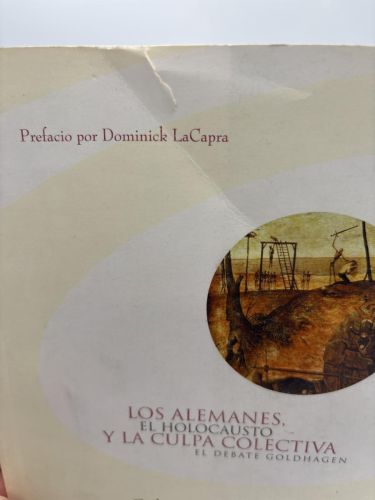 Prefacio por Dominick LaCapra
LOS ALEMANES,
EL HOLOCAUSTO
Y LA CULPA COLECTIVA
EL DEBATE GOLDHAGEN